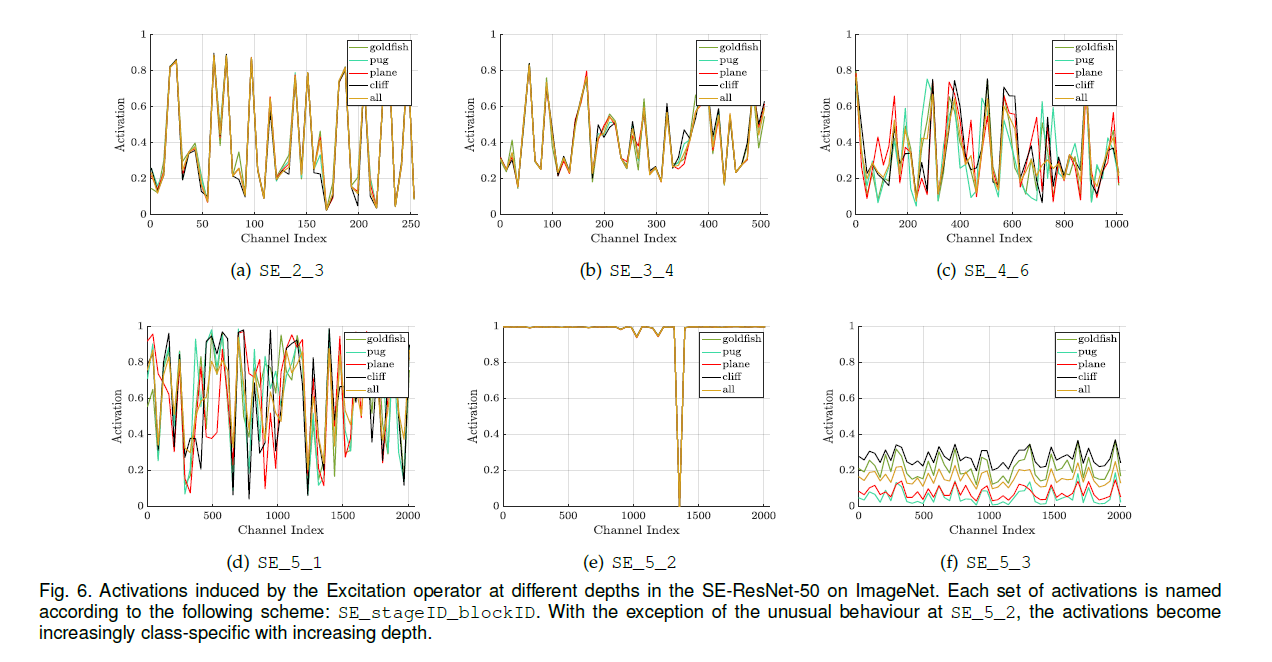 1
0.8
0.6
0.4
0.2
0
Activation
0 50 100 150 200 250
Channel Index
goldfish
pug
plane
cliff
all
(a) SE_2_3
1
0.8
0.6
0.4
0.2
0
Activation
0 100 200 300 400 500
Channel Index
goldfish
pug
plane
cliff
all
(b) SE_3_4
1
0.8
0.6
0.4
0.2
0
Activation
0 200 400 600 800 1000
Channel Index
goldfish
pug
plane
cliff
all
(c) SE_4_6
1
0.8
0.6
0.4
0.2
0
Activation
0 500 1000 1500 2000
Channel Index
goldfish
pug
plane
cliff
all
(d) SE_5_1
1
0.8
0.6
0.4
0.2
0
Activation
0 500 1000 1500 2000
Channel Index
goldfish
pug
plane
cliff
all
(e) SE_5_2
1
0.8
0.6
0.4
0.2
0
Activation
0 500 1000 1500 2000
Channel Index
goldfish
pug
plane
cliff
all
(f) SE_5_3
Fig. 6. Activations induced by the Excitation operator at different depths in the SE-ResNet-50 on ImageNet. Each set of activations is named
according to the following scheme: SE_stageID_blockID. With the exception of the unusual behaviour at SE_5_2, the activations become
increasingly class-specific with increasing depth.